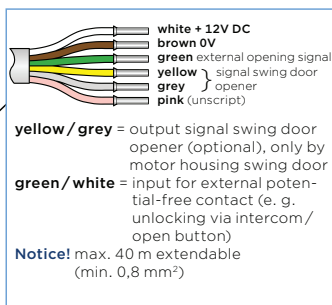 white + 12V DC
brown 0V
green external opening signal
yellow } signal swing door
grey } opener
pink (unscript)
yellow / grey = output signal swing door
opener (optional), only by
motor housing swing door
green / white = input for external poten-
tial-free contact (e. g.
unlocking via intercom /
open button)
Notice! max. 40 m extendable
(min. 0,8 mm²)